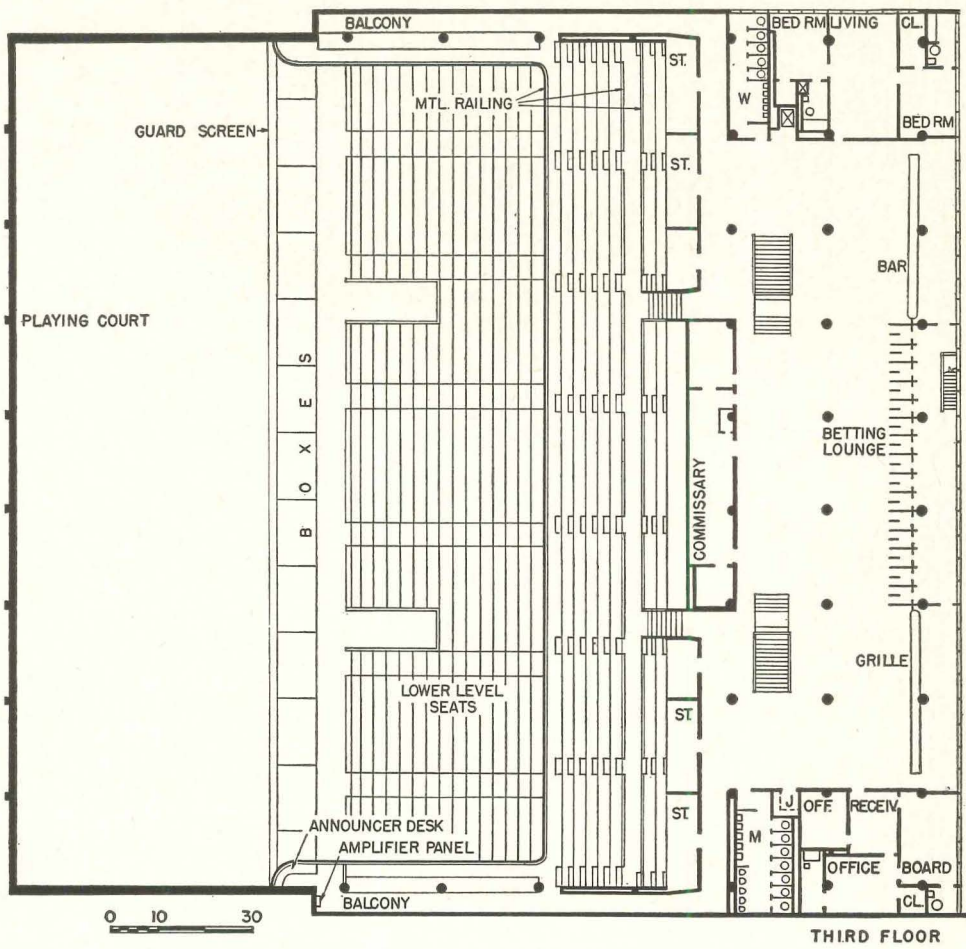 BALCONY
BED RM
LIVING
CL.
ST.
MTL. RAILING
W
GUARD SCREEN
BED RM
ST.
BAR
PLAYING COURT
BOXES
BETTING
LOUNGE
COMMISSARY
GRILLE
LOWER LEVEL
SEATS
ST.
ST.
J
OFF.
RECEIV.
ANNOUNCER DESK
M
AMPLIFIER PANEL
OFFICE
BOARD
BALCONY
CL.
0 10 30
THIRD FLOOR